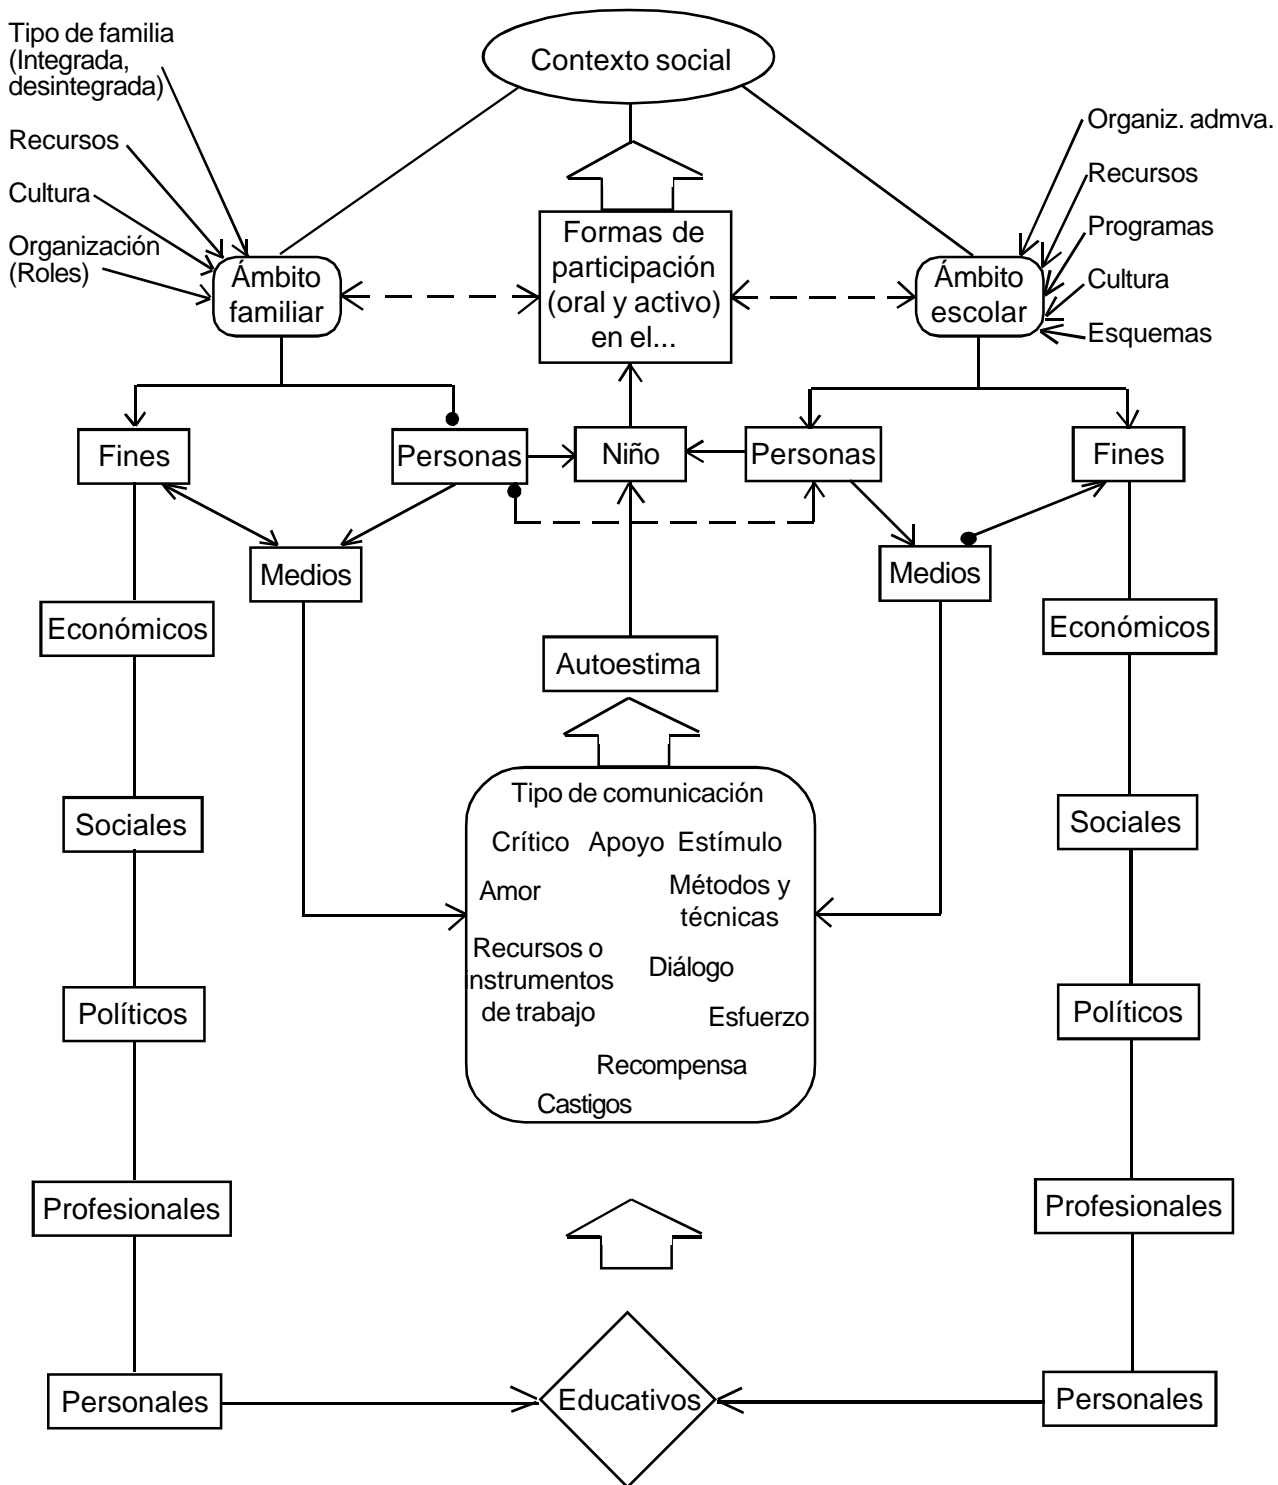 Tipo de familia
(Integrada,
desintegrada)
Recursos
Cultura
Organización
(Roles)
Contexto social
Organiz. admva.
Recursos
Programas
Cultura
Esquemas
Ámbito
familiar
Formas de
participación
(oral y activo)
en el...
Ámbito
escolar
Fines
Personas
Niño
Personas
Fines
Medios
Medios
Económicos
Autoestima
Económicos
Tipo de comunicación
Crítico Apoyo Estímulo
Amor
Métodos y
técnicas
Recursos o
instrumentos
de trabajo
Diálogo
Esfuerzo
Recompensa
Castigos
Sociales
Sociales
Políticos
Políticos
Profesionales
Profesionales
Personales
Educativos
Personales